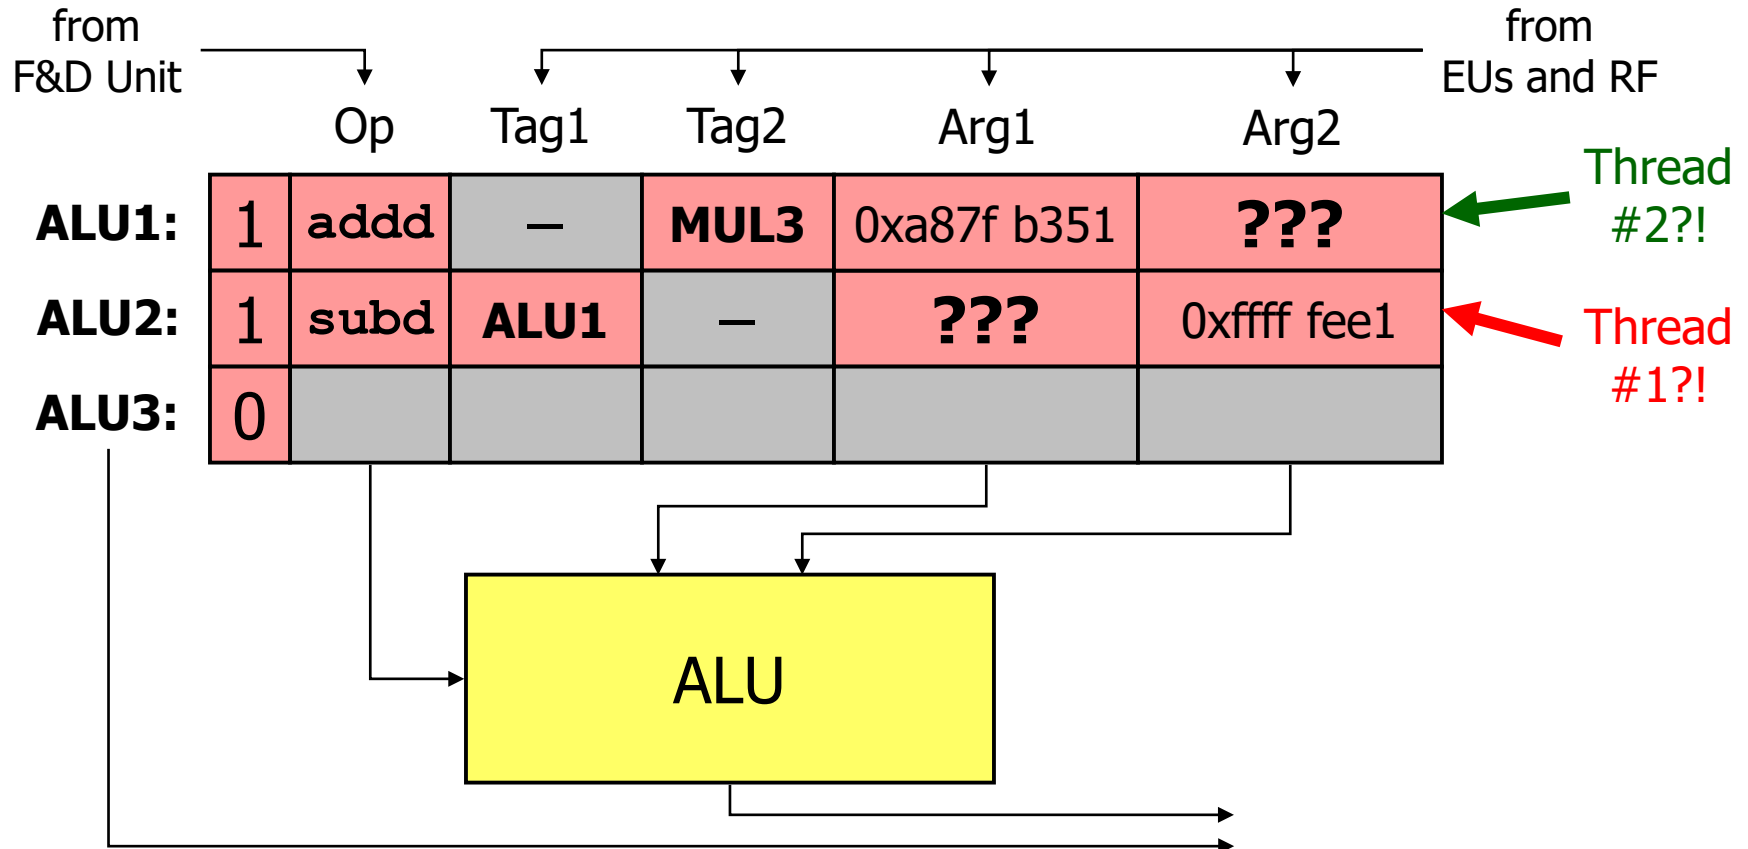 from
F&D Unit
from
EUs and RF
Op Tag1 Tag2 Arg1 Arg2
Thread
#2?!
ALU1: 1 addd – MUL3 0xa87f b351 ???
ALU2: 1 subd ALU1 – ??? 0xffff fee1
Thread
#1?!
ALU3: 0
ALU